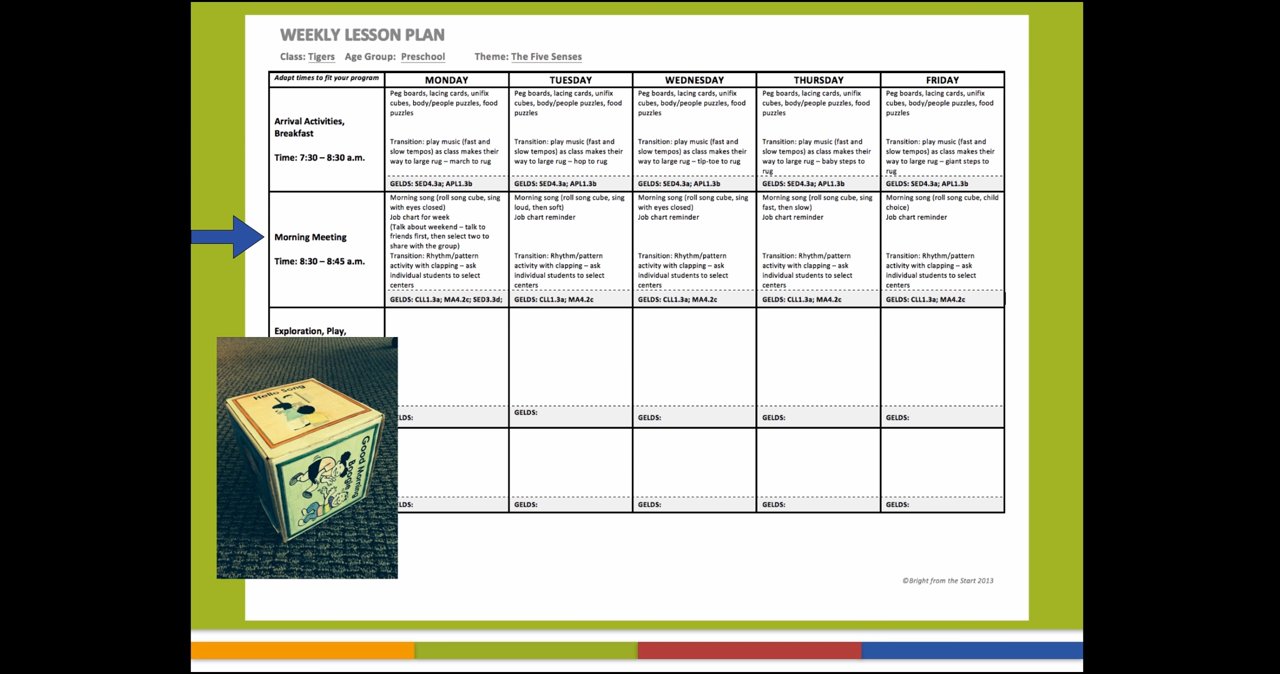 WEEKLY LESSON PLAN
Class: Tigers Age Group: Preschool Theme: The Five Senses
Adapt times to fit your program
MONDAY
TUESDAY
WEDNESDAY
THURSDAY
FRIDAY
Arrival Activities,
Breakfast
Time: 7:30 – 8:30 a.m.
Peg boards, lacing cards, unifix
cubes, body/people puzzles, food
puzzles
Transition: play music (fast and
slow tempos) as class makes their
way to large rug – march to rug
GELDS: SED4.3a; APL1.3b
Peg boards, lacing cards, unifix
cubes, body/people puzzles, food
puzzles
Transition: play music (fast and
slow tempos) as class makes their
way to large rug – hop to rug
GELDS: SED4.3a; APL1.3b
Peg boards, lacing cards, unifix
cubes, body/people puzzles, food
puzzles
Transition: play music (fast and
slow tempos) as class makes their
way to large rug – tip-toe to rug
GELDS: SED4.3a; APL1.3b
Peg boards, lacing cards, unifix
cubes, body/people puzzles, food
puzzles
Transition: play music (fast and
slow tempos) as class makes their
way to large rug – baby steps to
rug
GELDS: SED4.3a; APL1.3b
Peg boards, lacing cards, unifix
cubes, body/people puzzles, food
puzzles
Transition: play music (fast and
slow tempos) as class makes their
way to large rug – giant steps to
rug
GELDS: SED4.3a; APL1.3b
Morning Meeting
Time: 8:30 – 8:45 a.m.
Morning song (roll song cube, sing
with eyes closed)
Job chart for week
(Talk about weekend – talk to
friends first, then select two to
share with the group)
Transition: Rhythm/pattern
activity with clapping – ask
individual students to select
centers
GELDS: CLL1.3a; MA4.2c; SED3.3d;
Morning song (roll song cube, sing
loud, then soft)
Job chart reminder
Transition: Rhythm/pattern
activity with clapping – ask
individual students to select
centers
GELDS: CLL1.3a; MA4.2c
Morning song (roll song cube, sing
with eyes closed)
Job chart reminder
Transition: Rhythm/pattern
activity with clapping – ask
individual students to select
centers
GELDS: CLL1.3a; MA4.2c
Morning song (roll song cube, sing
fast, then slow)
Job chart reminder
Transition: Rhythm/pattern
activity with clapping – ask
individual students to select
centers
GELDS: CLL1.3a; MA4.2c
Morning song (roll song cube, child
choice)
Job chart reminder
Transition: Rhythm/pattern
activity with clapping – ask
individual students to select
centers
GELDS: CLL1.3a; MA4.2c
Exploration, Play,
ELDS:
GELDS:
GELDS:
GELDS:
GELDS:
ELDS:
GELDS:
GELDS:
GELDS:
GELDS:
Hello Song
Good Morning
Boogie
©Bright from the Start 2013